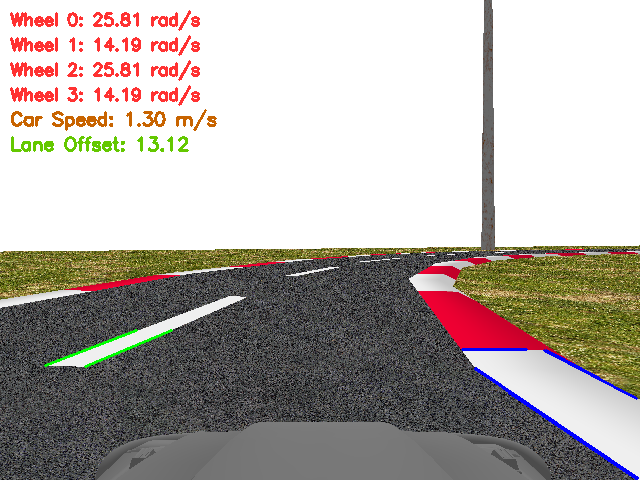 Wheel 0: 25.81 rad/s
Wheel 1: 14.19 rad/s
Wheel 2: 25.81 rad/s
Wheel 3: 14.19 rad/s
Car Speed: 1.30 m/s
Lane Offset: 13.12